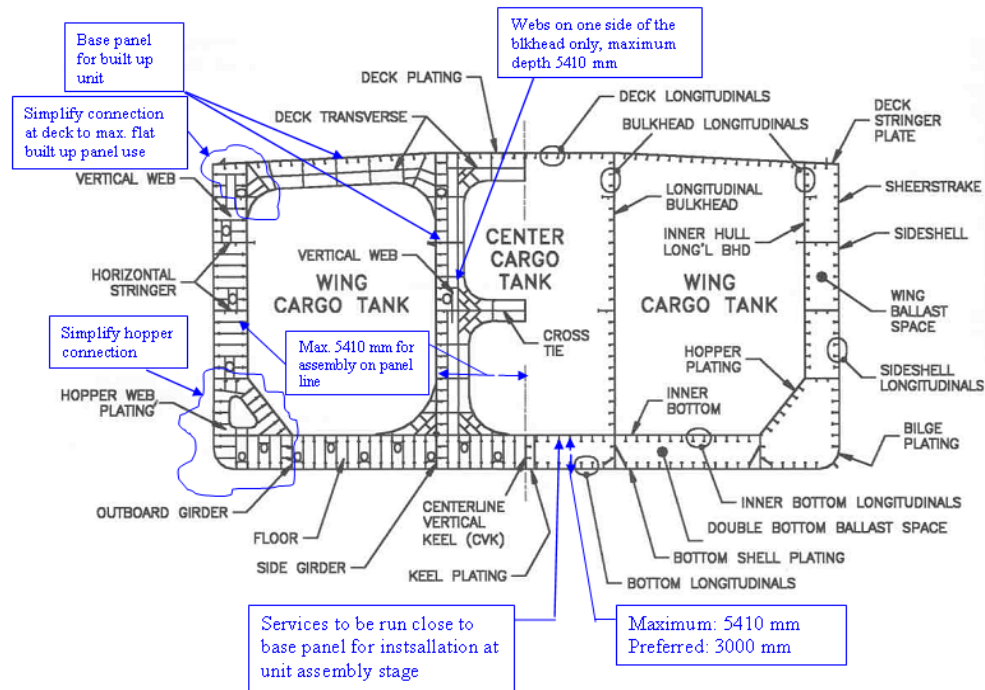 Base panel
for built up
unit
Webs on one side of the
blkhead only, maximum
depth 5410 mm
Simplify connection
at deck to max. flat
built up panel use
DECK PLATING
DECK TRANSVERSE
DECK LONGITUDINALS
BULKHEAD LONGITUDINALS
DECK
STRINGER
PLATE
VERTICAL WEB
LONGITUDINAL
BULKHEAD
SHEERSTRAKE
INNER HULL
LONG'L BHD
SIDESHELL
CENTER
CARGO
TANK
VERTICAL WEB
HORIZONTAL
STRINGER
WING
CARGO TANK
WING
CARGO TANK
WING
BALLAST
SPACE
Simplify hopper
connection
Max. 5410 mm for
assembly on panel
line
CROSS
TIE
HOPPER
PLATING
SIDESHELL
LONGITUDINALS
HOPPER WEB
PLATING
INNER
BOTTOM
BILGE
PLATING
OUTBOARD GIRDER
FLOOR
SIDE GIRDER
CENTERLINE
VERTICAL
KEEL (CVK)
KEEL PLATING
INNER BOTTOM LONGITUDINALS
DOUBLE BOTTOM BALLAST SPACE
BOTTOM SHELL PLATING
BOTTOM LONGITUDINALS
Services to be run close to
base panel for instsallation at
unit assembly stage
Maximum: 5410 mm
Preferred: 3000 mm